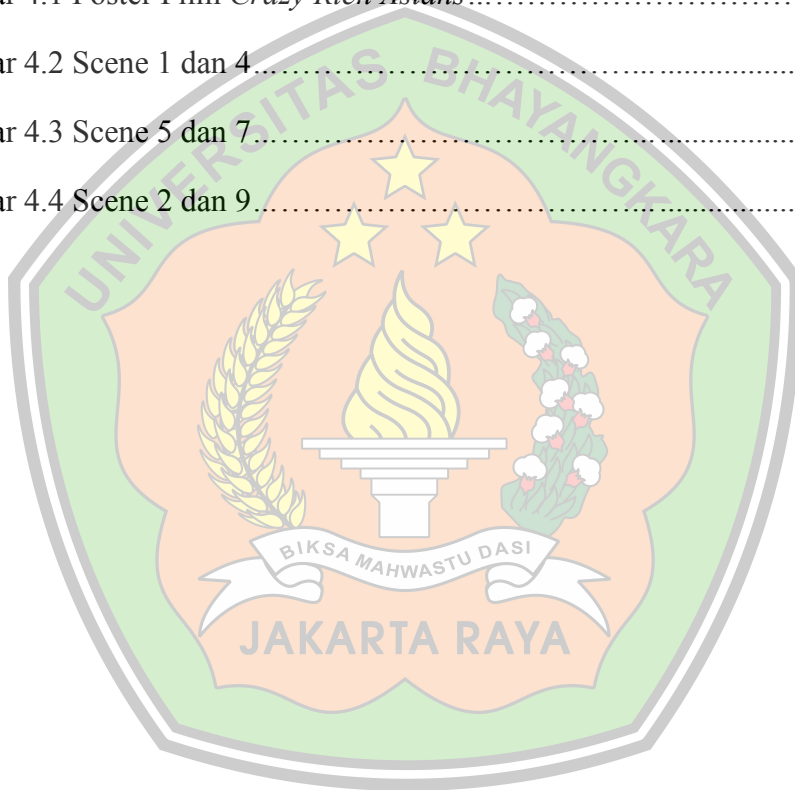 ar 4.1 Poster Film Crazy Rich Asians..……………………………
ar 4.2 Scene 1 dan 4..…………………………………....................
ar 4.3 Scene 5 dan 7..…………………………………....................
ar 4.4 Scene 2 dan 9..…………………………………....................
UNIVERSITAS BHAYANGKARA
BIKSA MAHWASTU DASI
JAKARTA RAYA